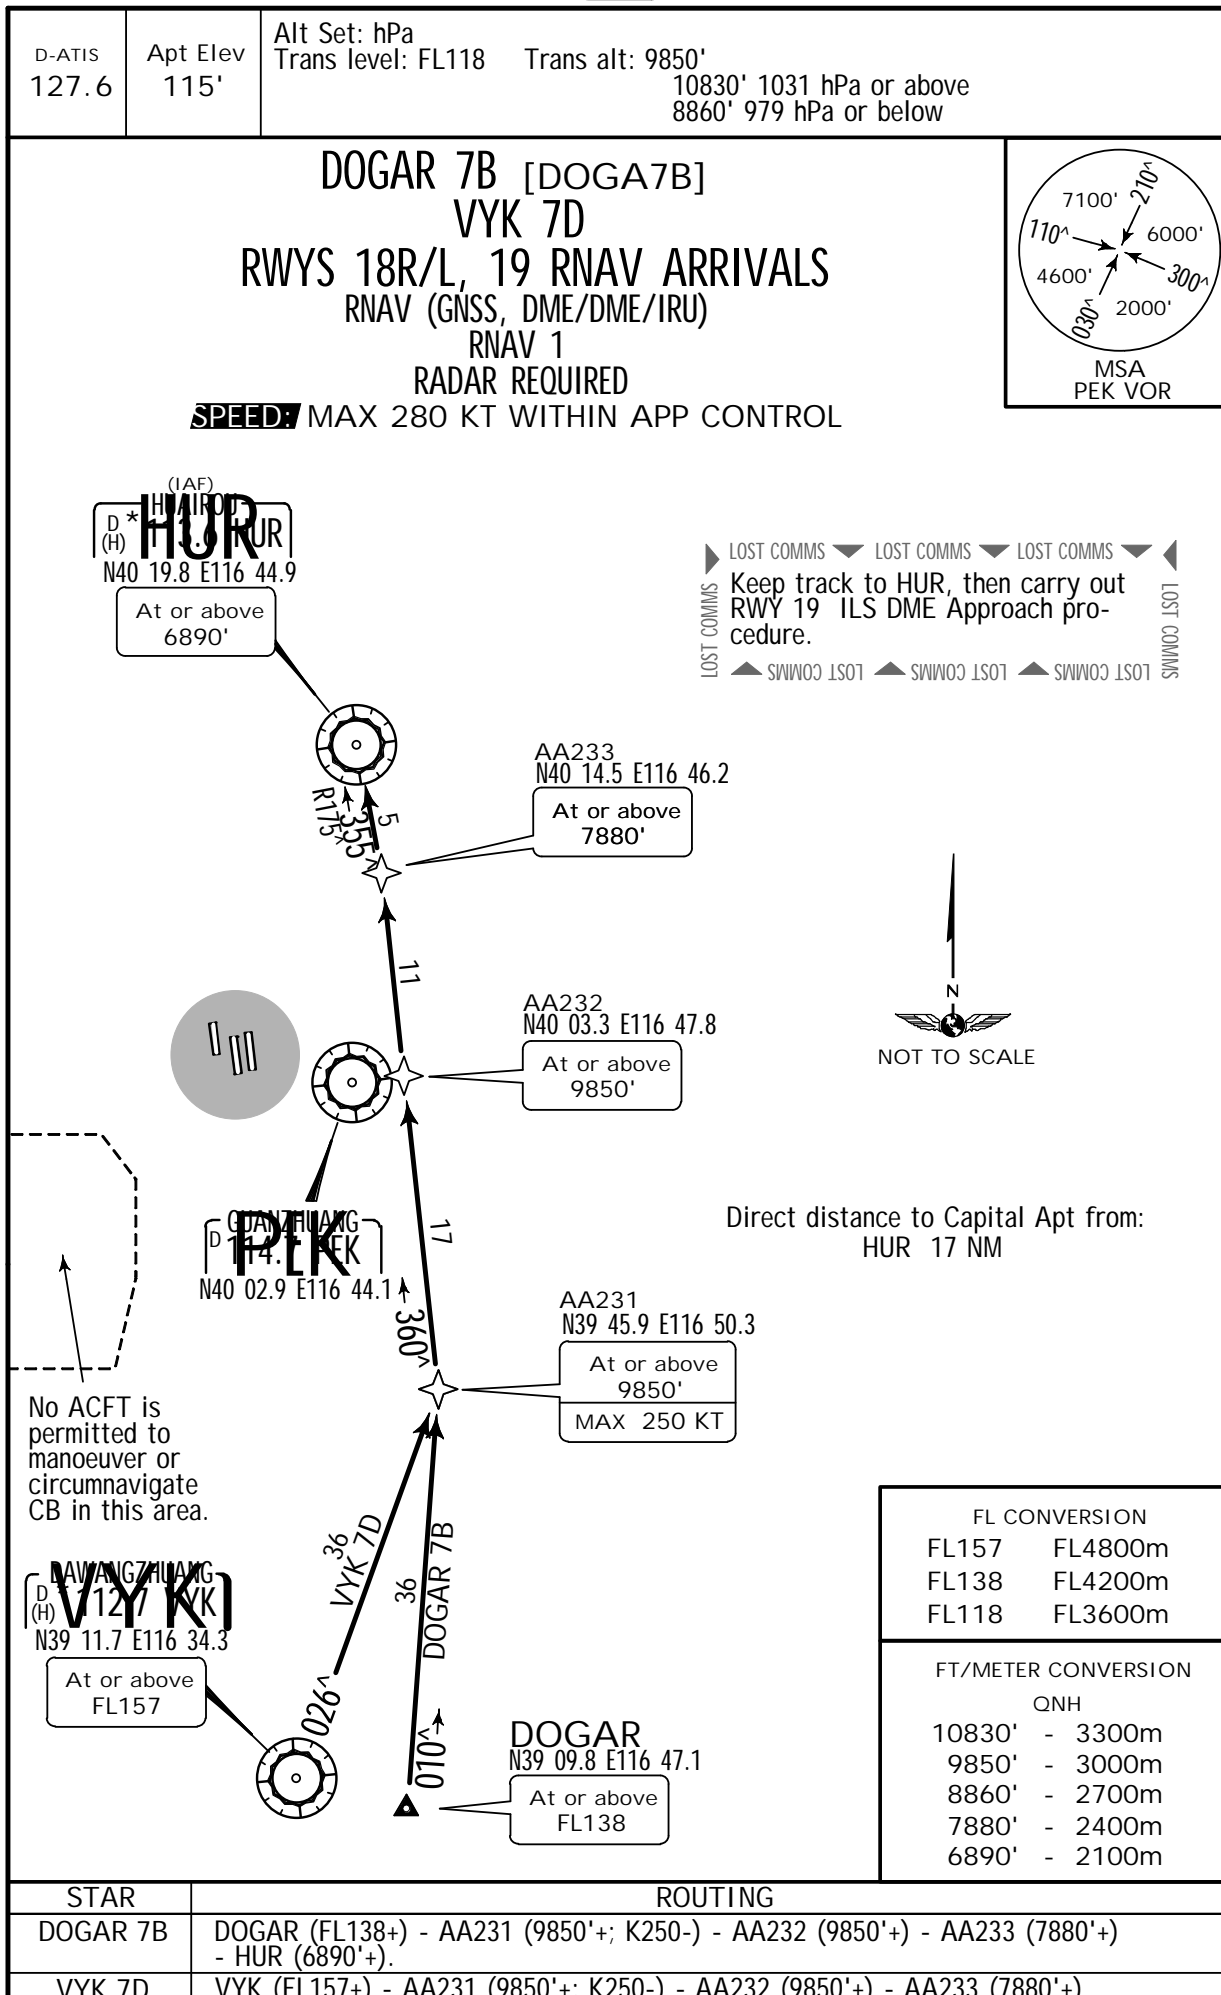 D-ATIS
127.6
Apt Elev
115'
Alt Set: hPa
Trans level: FL118 Trans alt: 9850'
10830' 1031 hPa or above
8860' 979 hPa or below
DOGAR 7B [DOGA7B]
VYK 7D
RWYS 18R/L, 19 RNAV ARRIVALS
RNAV (GNSS, DME/DME/IRU)
RNAV 1
RADAR REQUIRED
SPEED: MAX 280 KT WITHIN APP CONTROL
7100'
210^
110^
6000'
4600'
300^
030^
2000'
MSA
PEK VOR
(IAF)
HUAIROU
HUR
D * 113.6 HUR
(H)
N40 19.8 E116 44.9
At or above
6890'
LOST COMMS LOST COMMS LOST COMMS
LOST COMMS
Keep track to HUR, then carry out
RWY 19 ILS DME Approach pro-
cedure.
LOST COMMS
LOST COMMS LOST COMMS LOST COMMS
AA233
N40 14.5 E116 46.2
At or above
7880'
R175^
355^
5
11
AA232
N40 03.3 E116 47.8
At or above
9850'
N
NOT TO SCALE
GUANZHUANG
PEK
D 114.7 PEK
N40 02.9 E116 44.1
17
360^
Direct distance to Capital Apt from:
HUR 17 NM
AA231
N39 45.9 E116 50.3
At or above
9850'
MAX 250 KT
No ACFT is
permitted to
manoeuver or
circumnavigate
CB in this area.
36
VYK 7D
36
DOGAR 7B
DAWANGZHUANG
VYK
D * 112.7 VYK
(H)
N39 11.7 E116 34.3
At or above
FL157
026^
010^
DOGAR
N39 09.8 E116 47.1
At or above
FL138
FL CONVERSION
FL157 FL4800m
FL138 FL4200m
FL118 FL3600m
FT/METER CONVERSION
QNH
10830' - 3300m
9850' - 3000m
8860' - 2700m
7880' - 2400m
6890' - 2100m
STAR ROUTING
DOGAR 7B DOGAR (FL138+) - AA231 (9850'+; K250-) - AA232 (9850'+) - AA233 (7880'+)
- HUR (6890'+).
VYK 7D VYK (FL157+) - AA231 (9850'+; K250-) - AA232 (9850'+) - AA233 (7880'+)